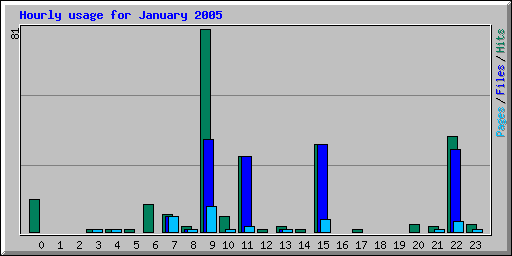 Hourly usage for January 2005
81
Pages/Files/Hits
0 1 2 3 4 5 6 7 8 9 10 11 12 13 14 15 16 17 18 19 20 21 22 23